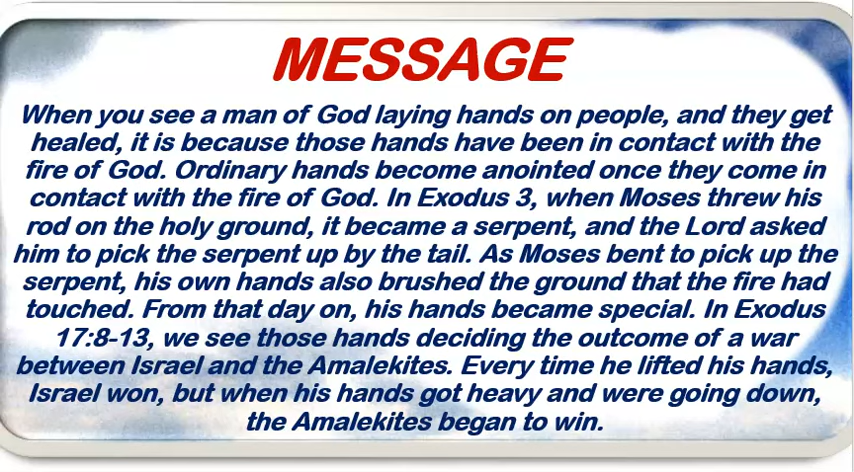 MESSAGE
When you see a man of God laying hands on people, and they get
healed, it is because those hands have been in contact with the
fire of God. Ordinary hands become anointed once they come in
contact with the fire of God. In Exodus 3, when Moses threw his
rod on the holy ground, it became a serpent, and the Lord asked
him to pick the serpent up by the tail. As Moses bent to pick up the
serpent, his own hands also brushed the ground that the fire had
touched. From that day on, his hands became special. In Exodus
17:8-13, we see those hands deciding the outcome of a war
between Israel and the Amalekites. Every time he lifted his hands,
Israel won, but when his hands got heavy and were going down,
the Amalekites began to win.